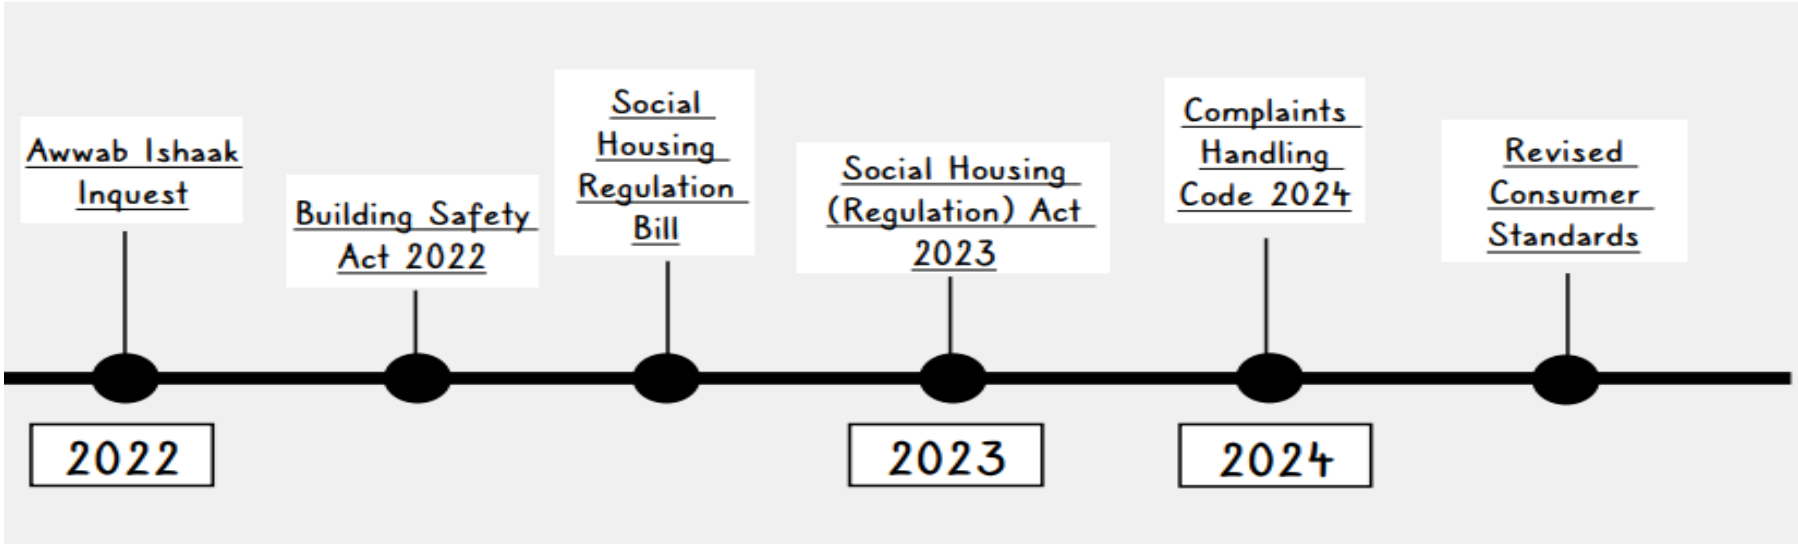 Awwab Ishaak
Inquest
Building Safety
Act 2022
Social
Housing
Regulation
Bill
Social Housing
(Regulation) Act
2023
Complaints
Handling
Code 2024
Revised
Consumer
Standards
2022
2023
2024